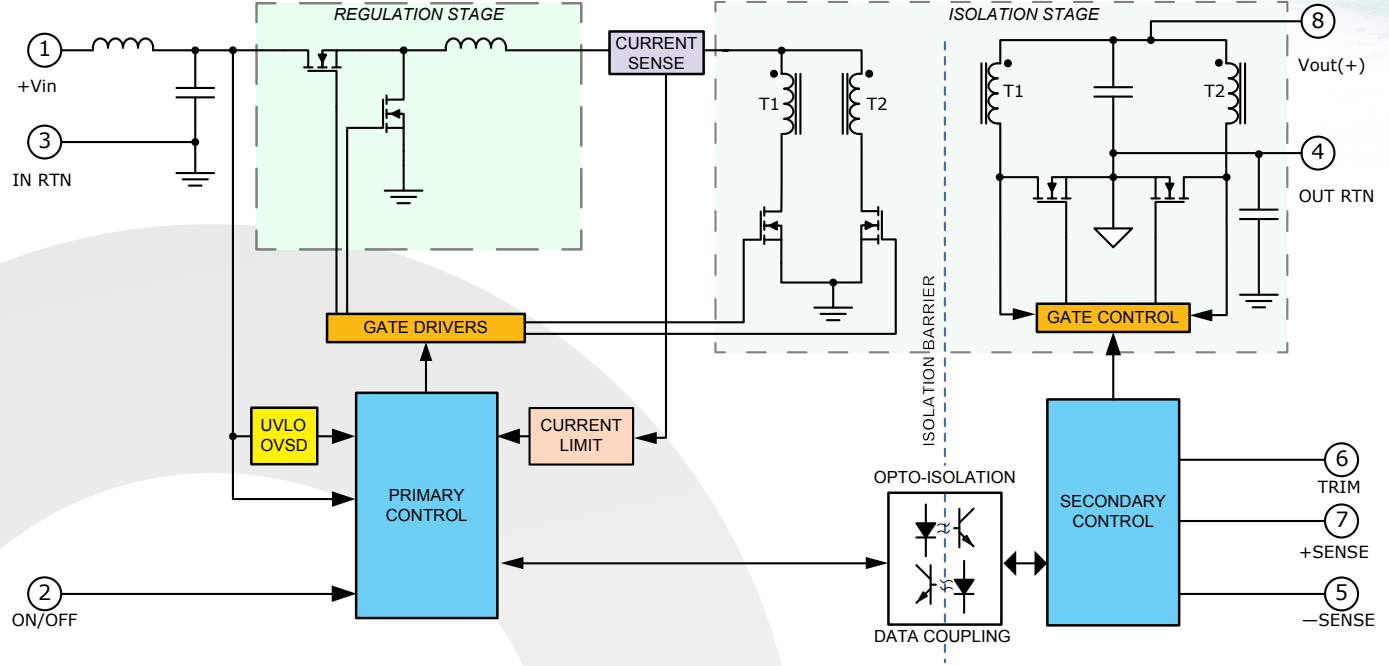 REGULATION STAGE
ISOLATION STAGE
1
+Vin
3
IN RTN
CURRENT
SENSE
T1
T2
T1
T2
8
Vout(+)
4
OUT RTN
GATE DRIVERS
GATE CONTROL
ISOLATION BARRIER
UVLO
OVSD
PRIMARY
CONTROL
CURRENT
LIMIT
OPTO-ISOLATION
DATA COUPLING
SECONDARY
CONTROL
6
TRIM
7
+SENSE
5
—SENSE
2
ON/OFF